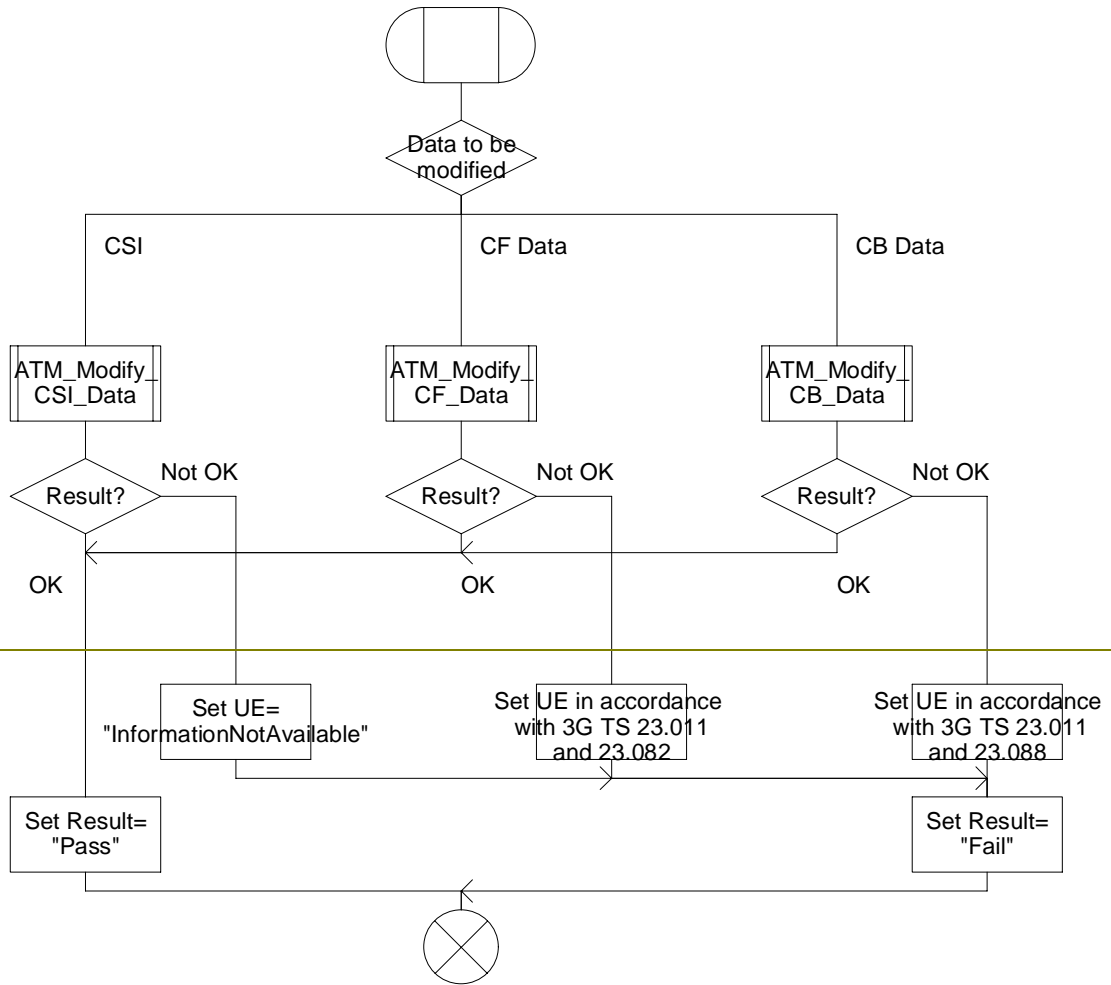 Data to be
modified
CSI
CF Data
CB Data
ATM_Modify_
CSI_Data
ATM_Modify_
CF_Data
ATM_Modify_
CB_Data
Not OK
Result?
Not OK
Result?
Not OK
Result?
OK
OK
OK
Set UE=
"InformationNotAvailable"
Set UE in accordance
with 3G TS 23.011
and 23.082
Set UE in accordance
with 3G TS 23.011
and 23.088
Set Result=
"Pass"
Set Result=
"Fail"